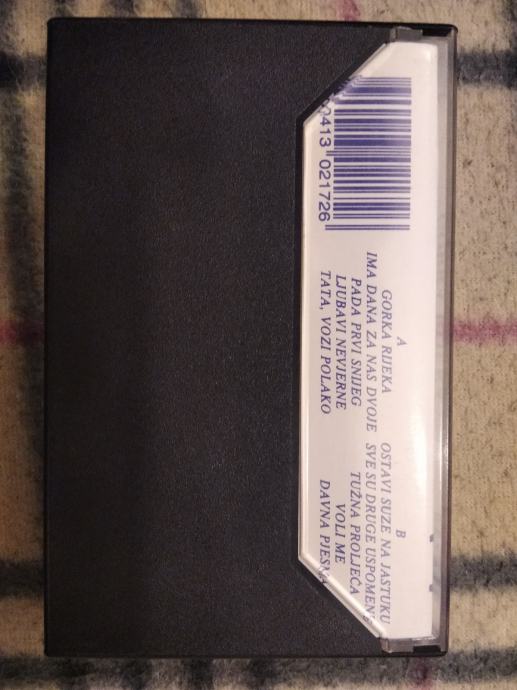 0413 021726
A
GORKA RIJEKA
IMA DANA ZA NAS DVOJE
PADA PRVI SNIJEG
LJUBAVI NEVJERNE
TATA, VOZI POLAKO
B
OSTAVI SUZE NA JASTUKU
SVE SU DRUGE USPOMENE
TUŽNA PROLJEĆA
VOLI ME
DAVNA PJESMA